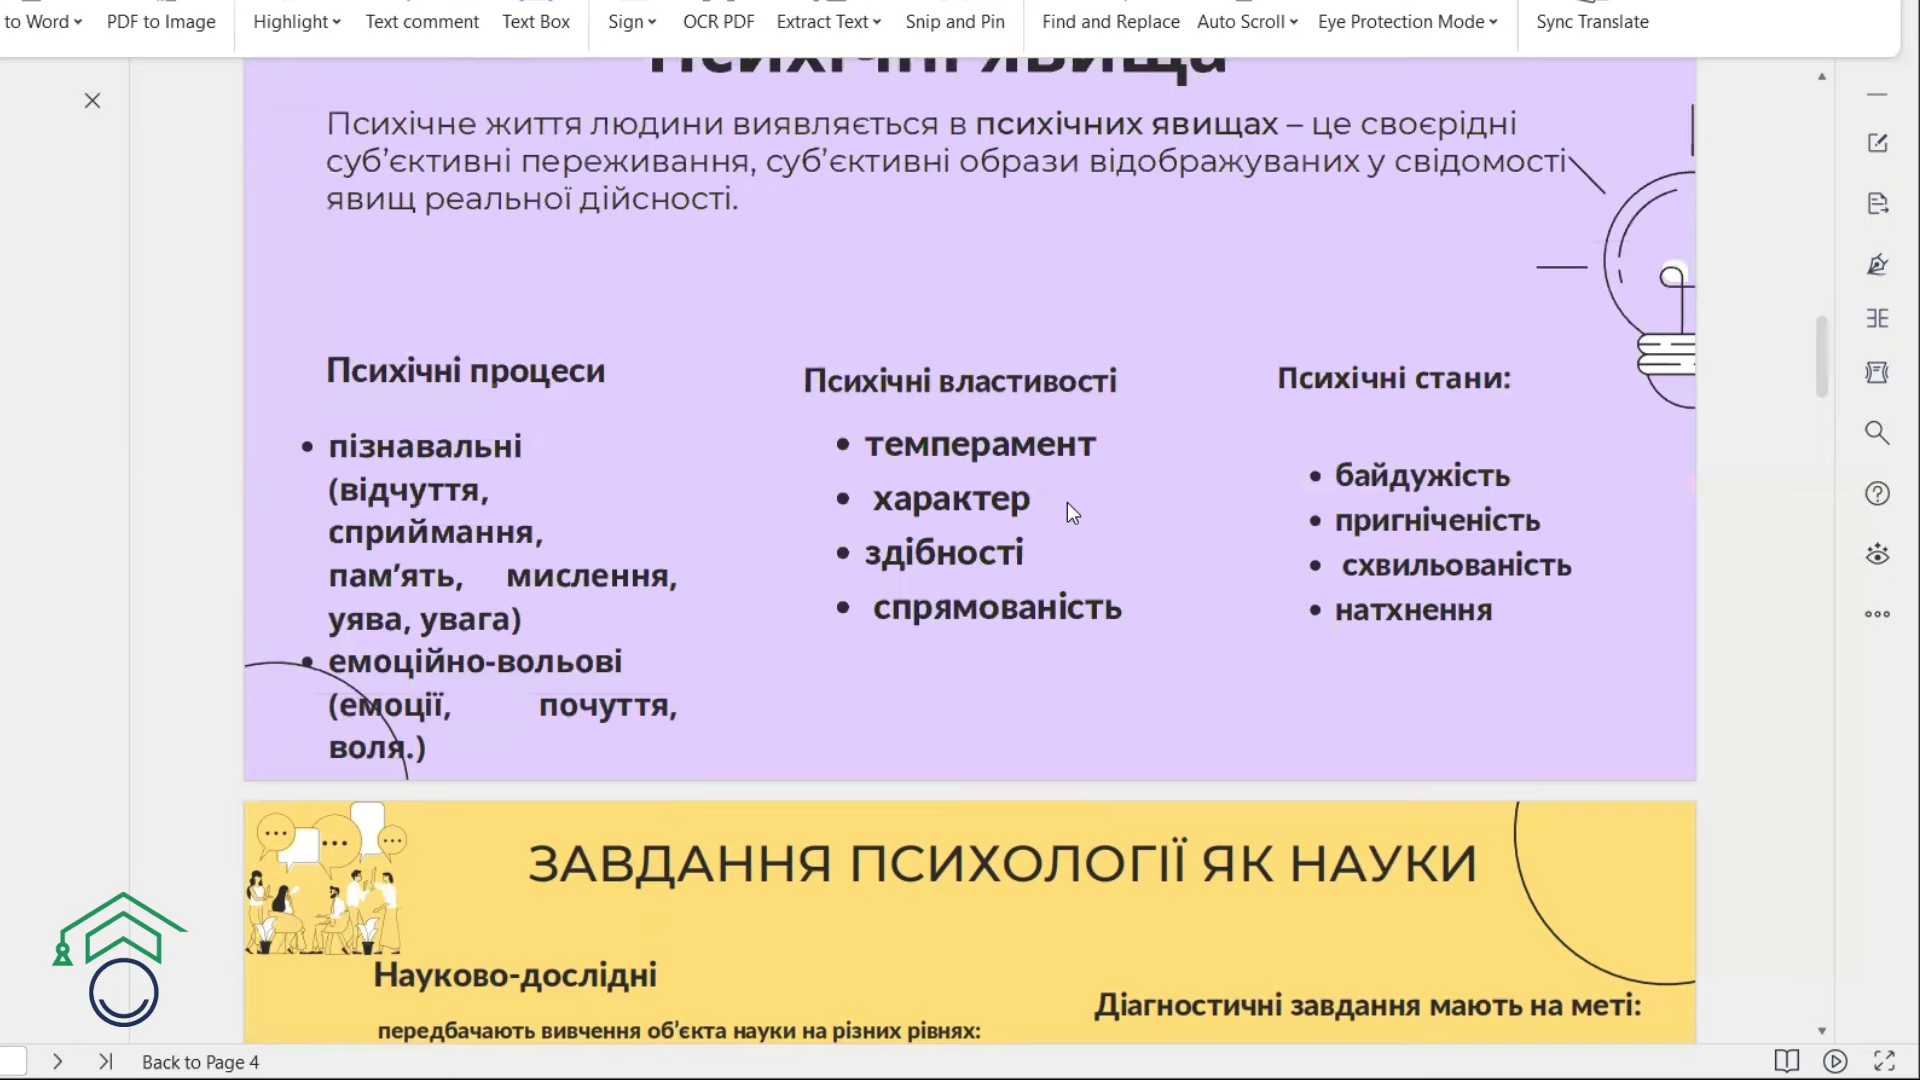 to Word
PDF to Image
Highlight
Text comment
Text Box
Sign
OCR PDF
Extract Text
Snip and Pin
Find and Replace
Auto Scroll
Eye Protection Mode
Sync Translate
Психічні явища
Психічне життя людини виявляється в психічних явищах – це своєрідні
суб’єктивні переживання, суб’єктивні образи відображуваних у свідомості
явищ реальної дійсності.
Психічні процеси
• пізнавальні
(відчуття,
сприймання,
пам’ять, мислення,
уява, увага)
• емоційно-вольові
(емоції, почуття,
воля.)
Психічні властивості
• темперамент
• характер
• здібності
• спрямованість
Психічні стани:
• байдужість
• пригніченість
• схвильованість
• натхнення
ЗАВДАННЯ ПСИХОЛОГІЇ ЯК НАУКИ
Науково-дослідні
передбачають вивчення об’єкта науки на різних рівнях:
Діагностичні завдання мають на меті:
Back to Page 4